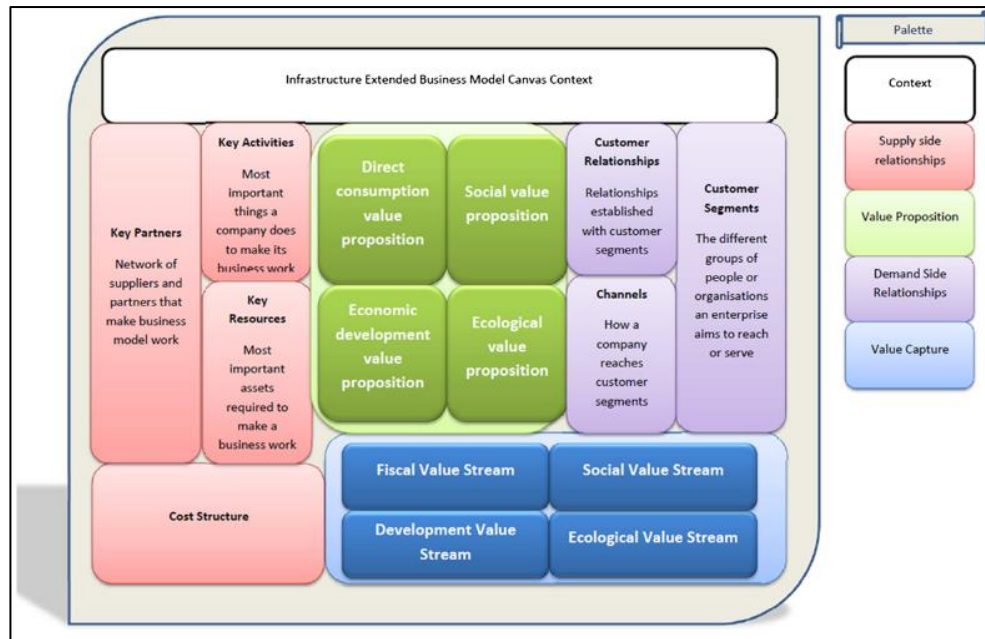 Palette
Infrastructure Extended Business Model Canvas Context
Context
Key Partners
Network of
suppliers and
partners that
make business
model work
Key Activities
Most
important
things a
company does
to make its
business work
Key
Resources
Most
important
assets
required to
make a
business work
Direct
consumption
value
proposition
Social value
proposition
Economic
development
value
proposition
Ecological
value
proposition
Customer
Relationships
Relationships
established
with customer
segments
Channels
How a
company
reaches
customer
segments
Customer
Segments
The different
groups of
people or
organisations
an enterprise
aims to reach
or serve
Supply side
relationships
Value Proposition
Demand Side
Relationships
Value Capture
Cost Structure
Fiscal Value Stream
Social Value Stream
Development Value
Stream
Ecological Value Stream